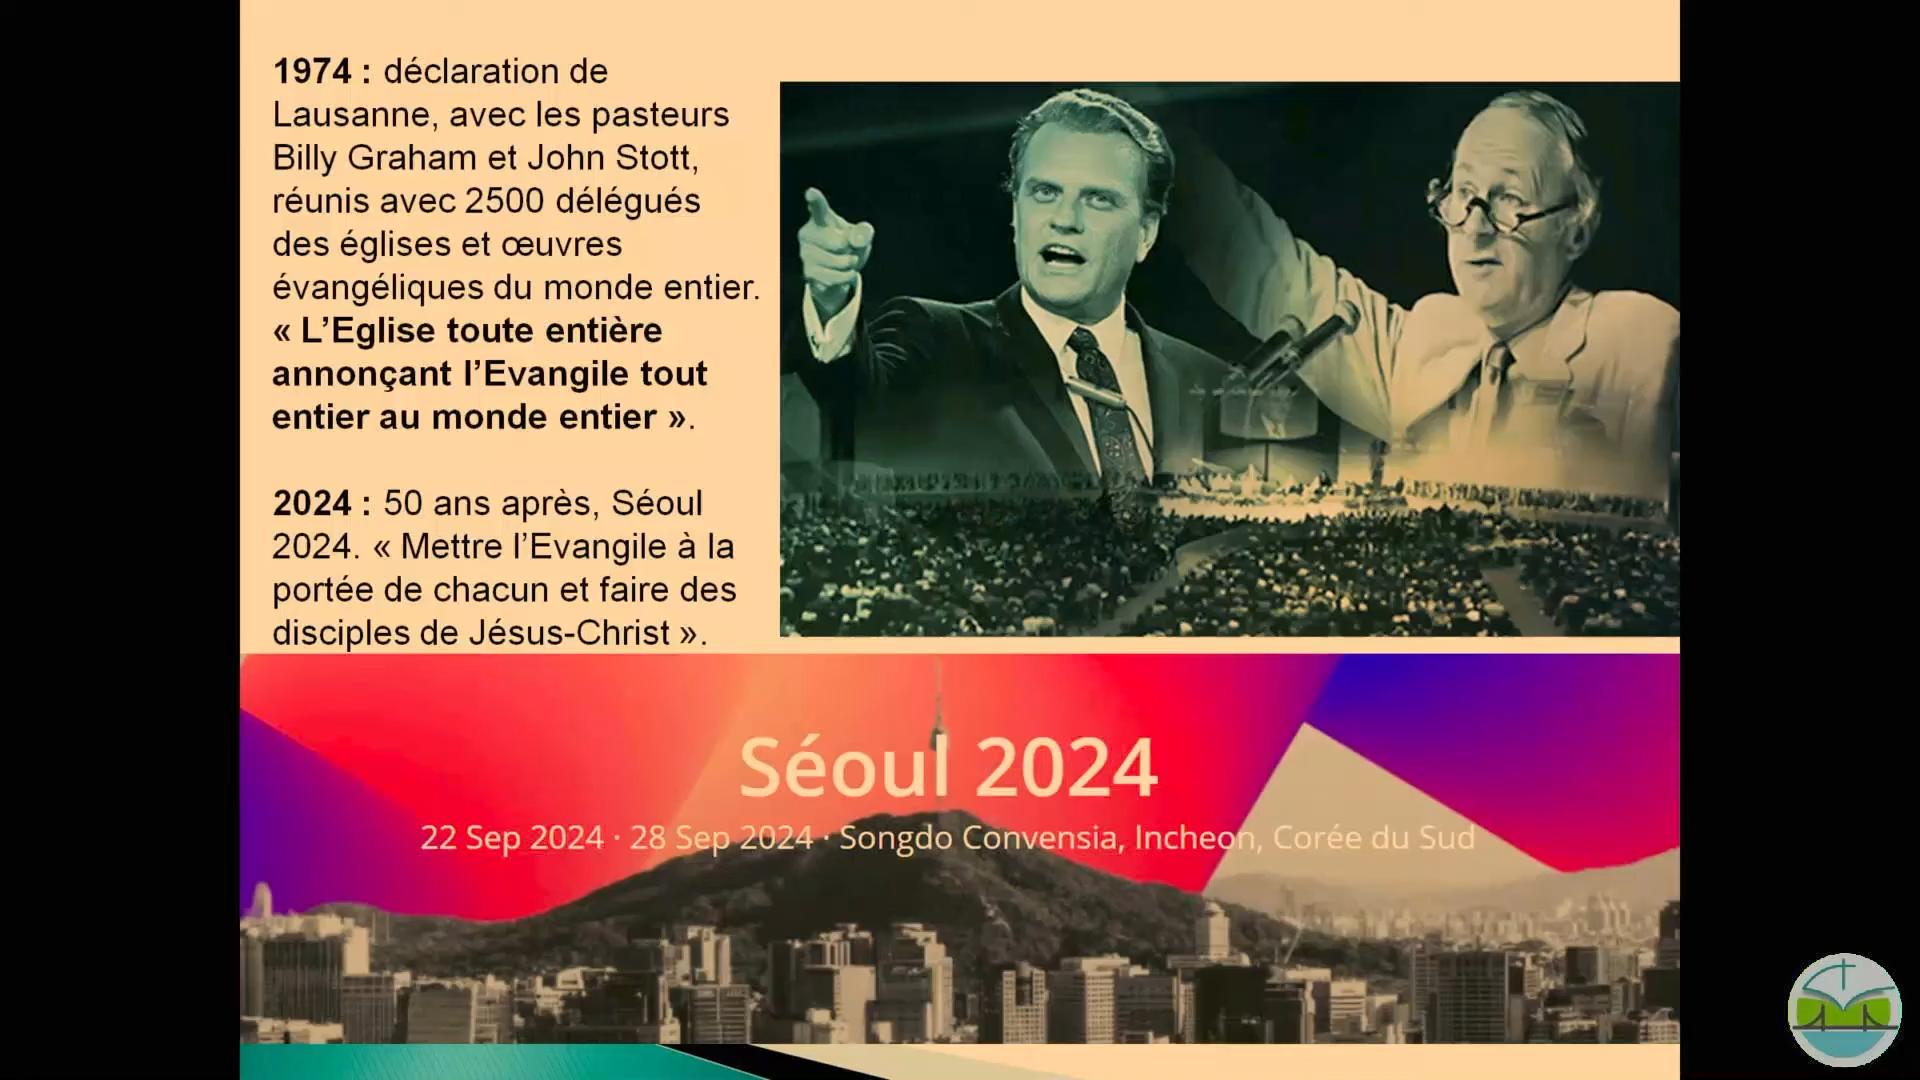 1974 : déclaration de
Lausanne, avec les pasteurs
Billy Graham et John Stott,
réunis avec 2500 délégués
des églises et œuvres
évangéliques du monde entier.
« L’Eglise toute entière
annonçant l’Evangile tout
entier au monde entier ».
2024 : 50 ans après, Séoul
2024. « Mettre l’Evangile à la
portée de chacun et faire des
disciples de Jésus-Christ ».
Séoul 2024
22 Sep 2024 · 28 Sep 2024 · Songdo Convensia, Incheon, Corée du Sud